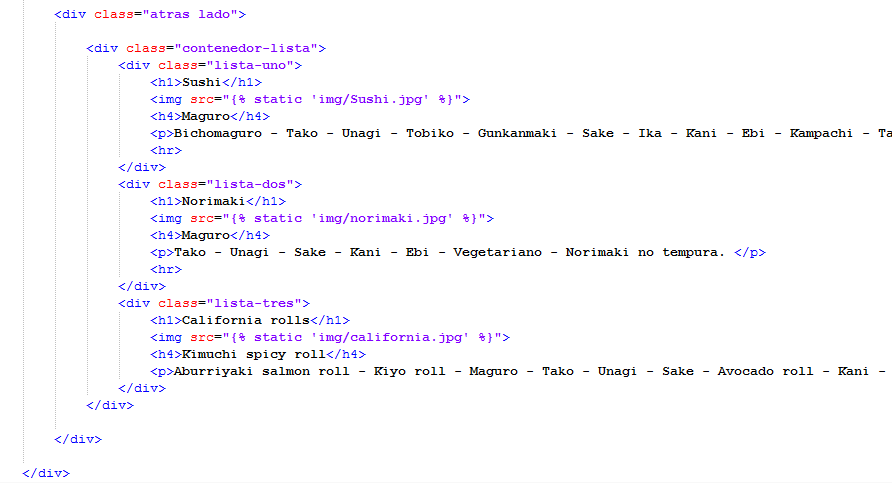 <div class="atras lado">
<div class="contenedor-lista">
<div class="lista-uno">
<h1>Sushi</h1>
<img src="{% static 'img/Sushi.jpg' %}">
<h4>Maguro</h4>
<p>Bichomaguro - Tako - Unagi - Tobiko - Gunkanmaki - Sake - Ika - Kani - Ebi - Kampachi - Ta
<hr>
</div>
<div class="lista-dos">
<h1>Norimaki</h1>
<img src="{% static 'img/norimaki.jpg' %}">
<h4>Maguro</h4>
<p>Tako - Unagi - Sake - Kani - Ebi - Vegetariano - Norimaki no tempura. </p>
<hr>
</div>
<div class="lista-tres">
<h1>California rolls</h1>
<img src="{% static 'img/california.jpg' %}">
<h4>Kimuchi spicy roll</h4>
<p>Aburriyaki salmon roll - Kiyo roll - Maguro - Tako - Unagi - Sake - Avocado roll - Kani -
</div>
</div>
</div>
</div>